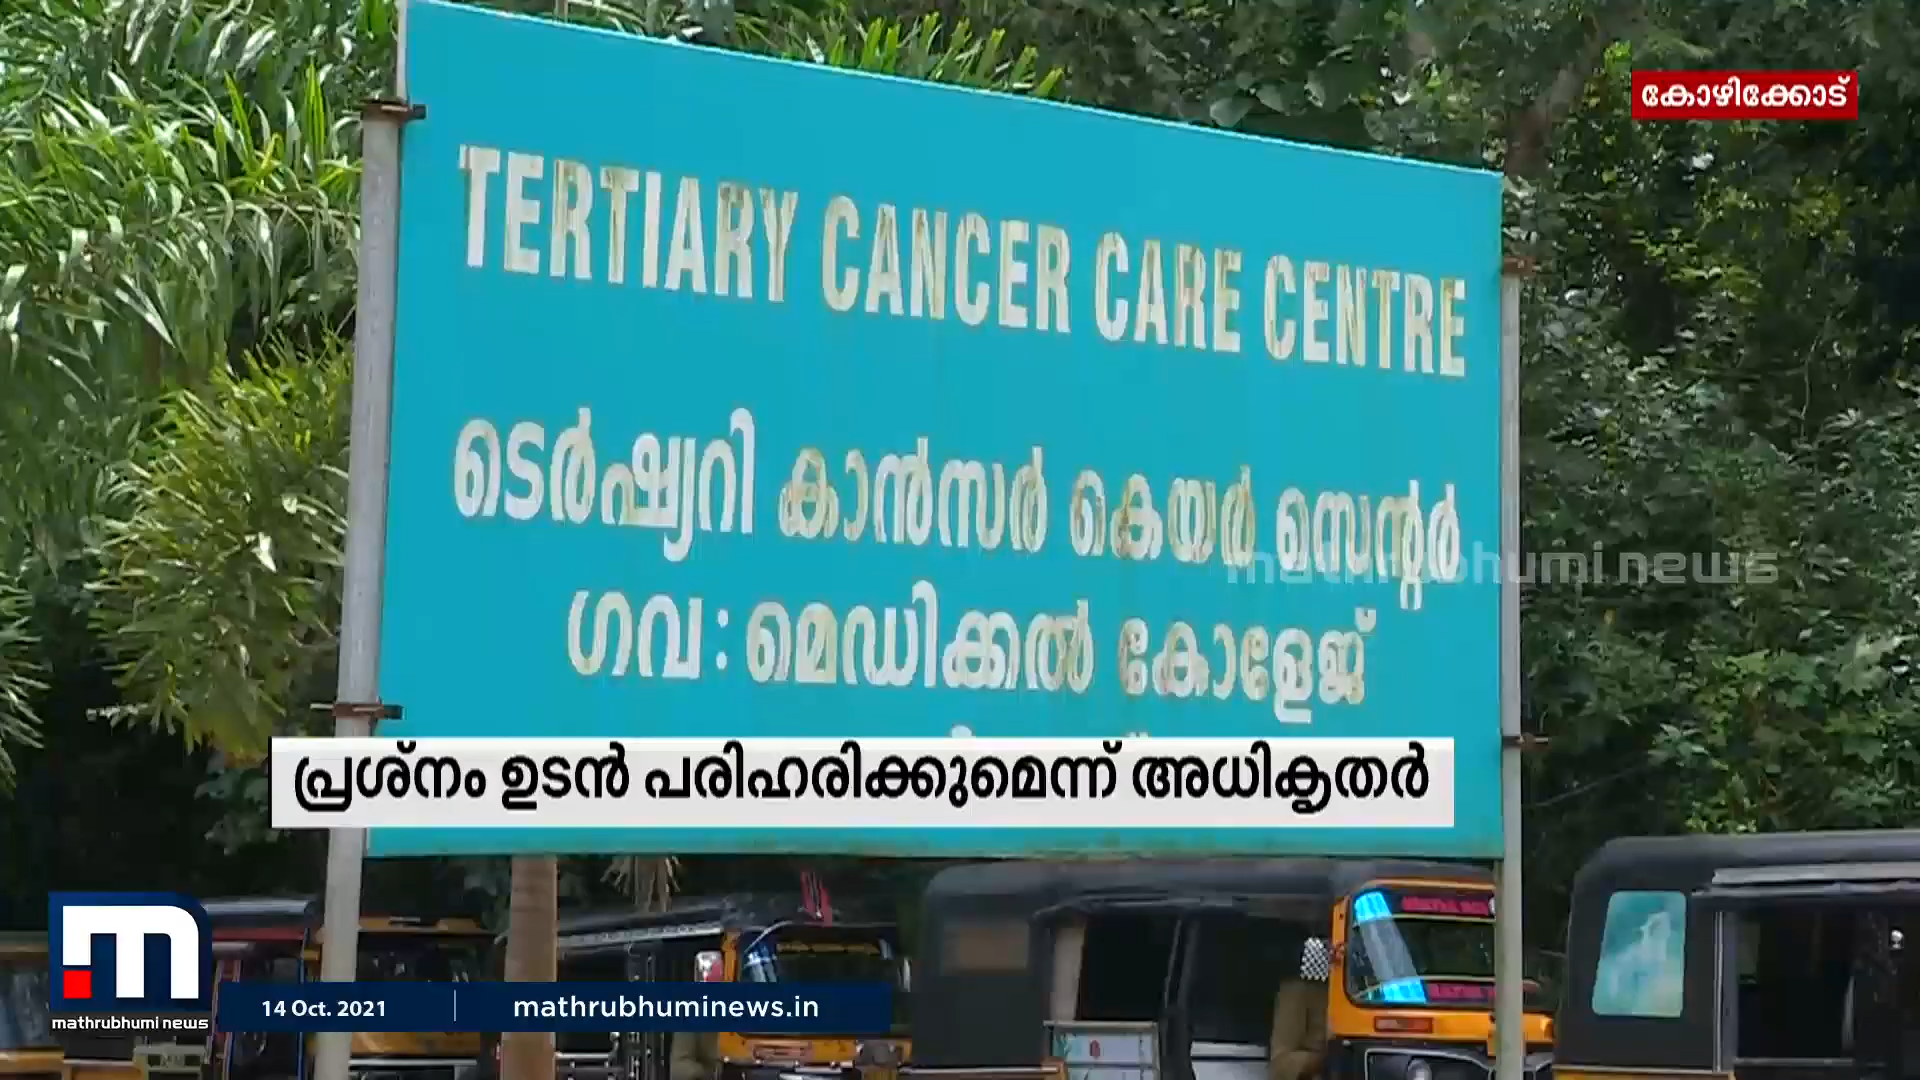 കോഴിക്കോട്
TERTIARY CANCER CARE CENTRE
ടെർഷ്യറി കാൻസർ കെയർ സെന്റർ
mathrubhumi news
ഗവ: മെഡിക്കൽ കോളേജ്
പ്രശ്നം ഉടൻ പരിഹരിക്കുമെന്ന് അധികൃതർ
mathrubhumi news
14 Oct. 2021
mathrubhuminews.in